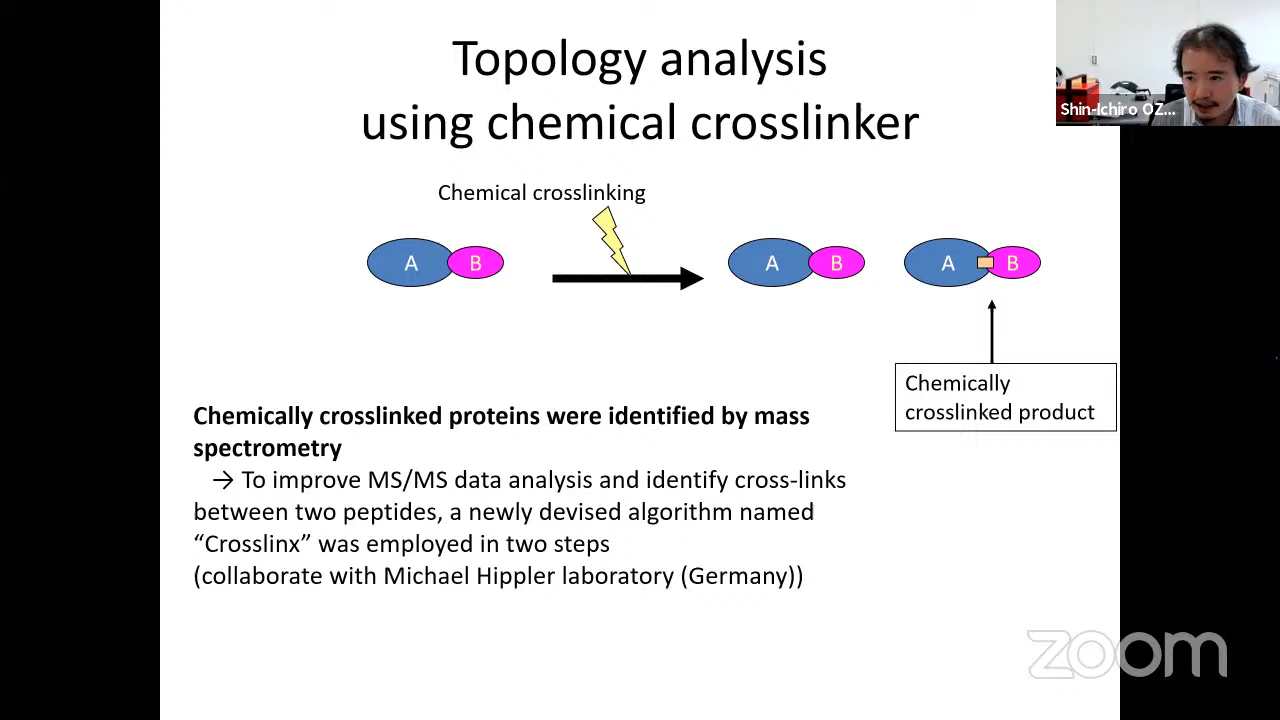 Topology analysis
using chemical crosslinker
Shin-Ichiro OZ...
Chemical crosslinking
A B
A B
A B
Chemically
crosslinked product
Chemically crosslinked proteins were identified by mass
spectrometry
→ To improve MS/MS data analysis and identify cross-links
between two peptides, a newly devised algorithm named
“Crosslinx” was employed in two steps
(collaborate with Michael Hippler laboratory (Germany))
zoom